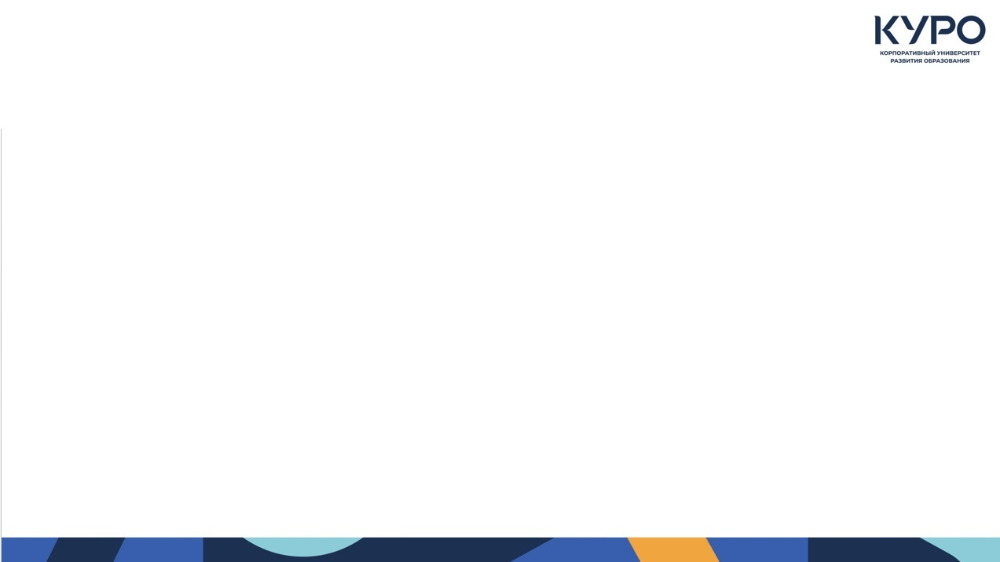 КУРО
КОРПОРАТИВНЫЙ УНИВЕРСИТЕТ
РАЗВИТИЯ ОБРАЗОВАНИЯ